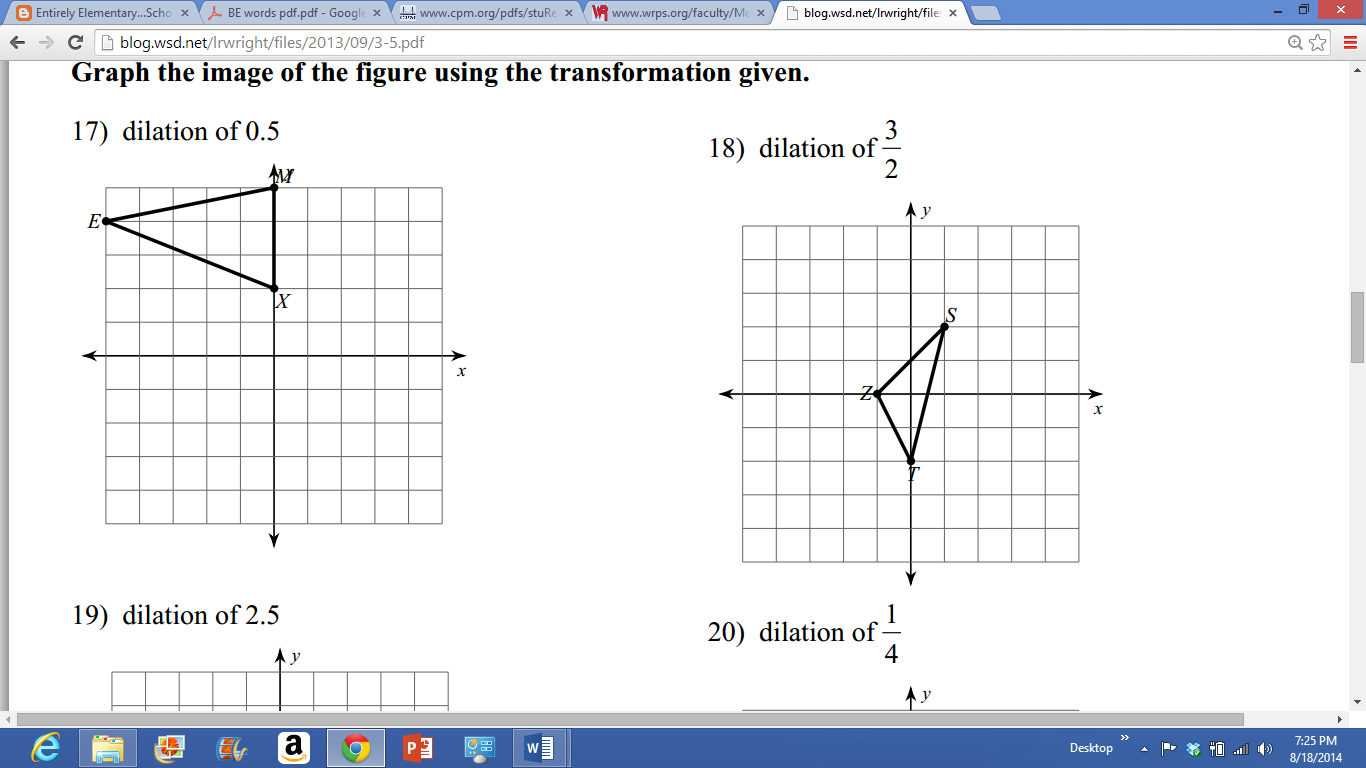 Entirely Elementary...Scho
BE words pdf.pdf - Google
www.cpm.org/pdfs/stuRe
www.wrps.org/faculty/Mc
blog.wsd.net/lrwright/file
blog.wsd.net/lrwright/files/2013/09/3-5.pdf
Graph the image of the figure using the transformation given.
17) dilation of 0.5
18) dilation of 3/2
M
E
X
x
y
S
Z
T
x
19) dilation of 2.5
20) dilation of 1/4
y
y
Desktop
7:25 PM
8/18/2014